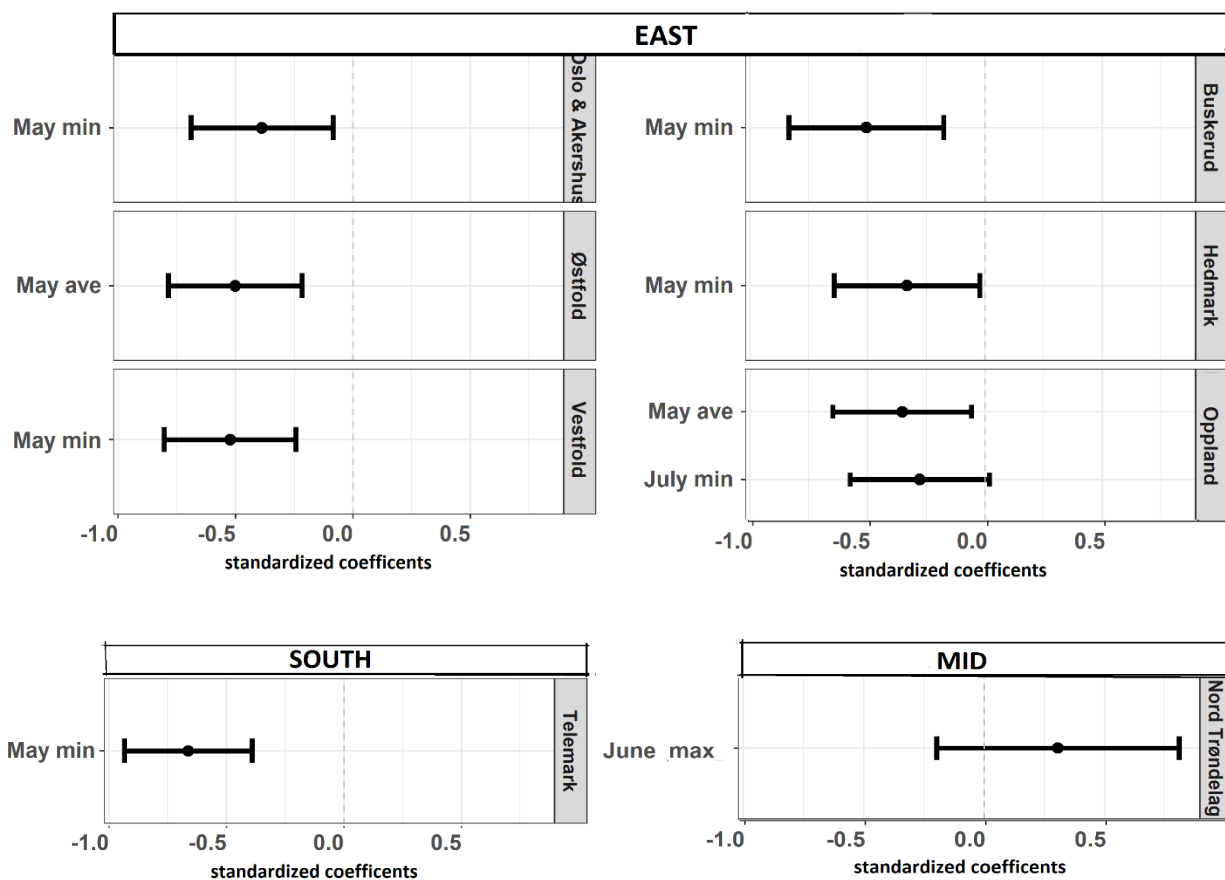 EAST
May min
Oslo & Akershus
May min
Buskerud
May ave
Østfold
May min
Hedmark
May min
Vestfold
May ave
July min
Oppland
-1.0 -0.5 0.0 0.5
standardized coefficents
-1.0 -0.5 0.0 0.5
standardized coefficents
SOUTH
May min
Telemark
-1.0 -0.5 0.0 0.5
standardized coefficents
MID
June max
Nord Trøndelag
-1.0 -0.5 0.0 0.5
standardized coefficents